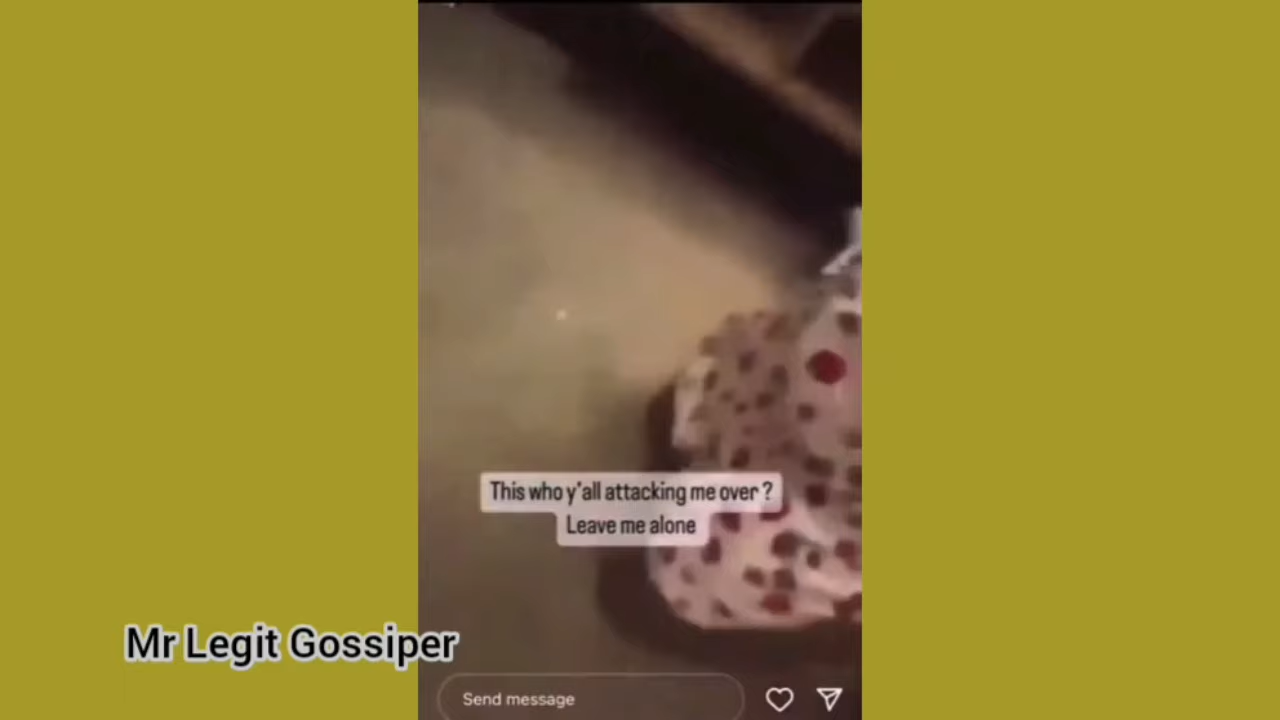 This who y'all attacking me over ?
Leave me alone
Mr Legit Gossiper
Send message